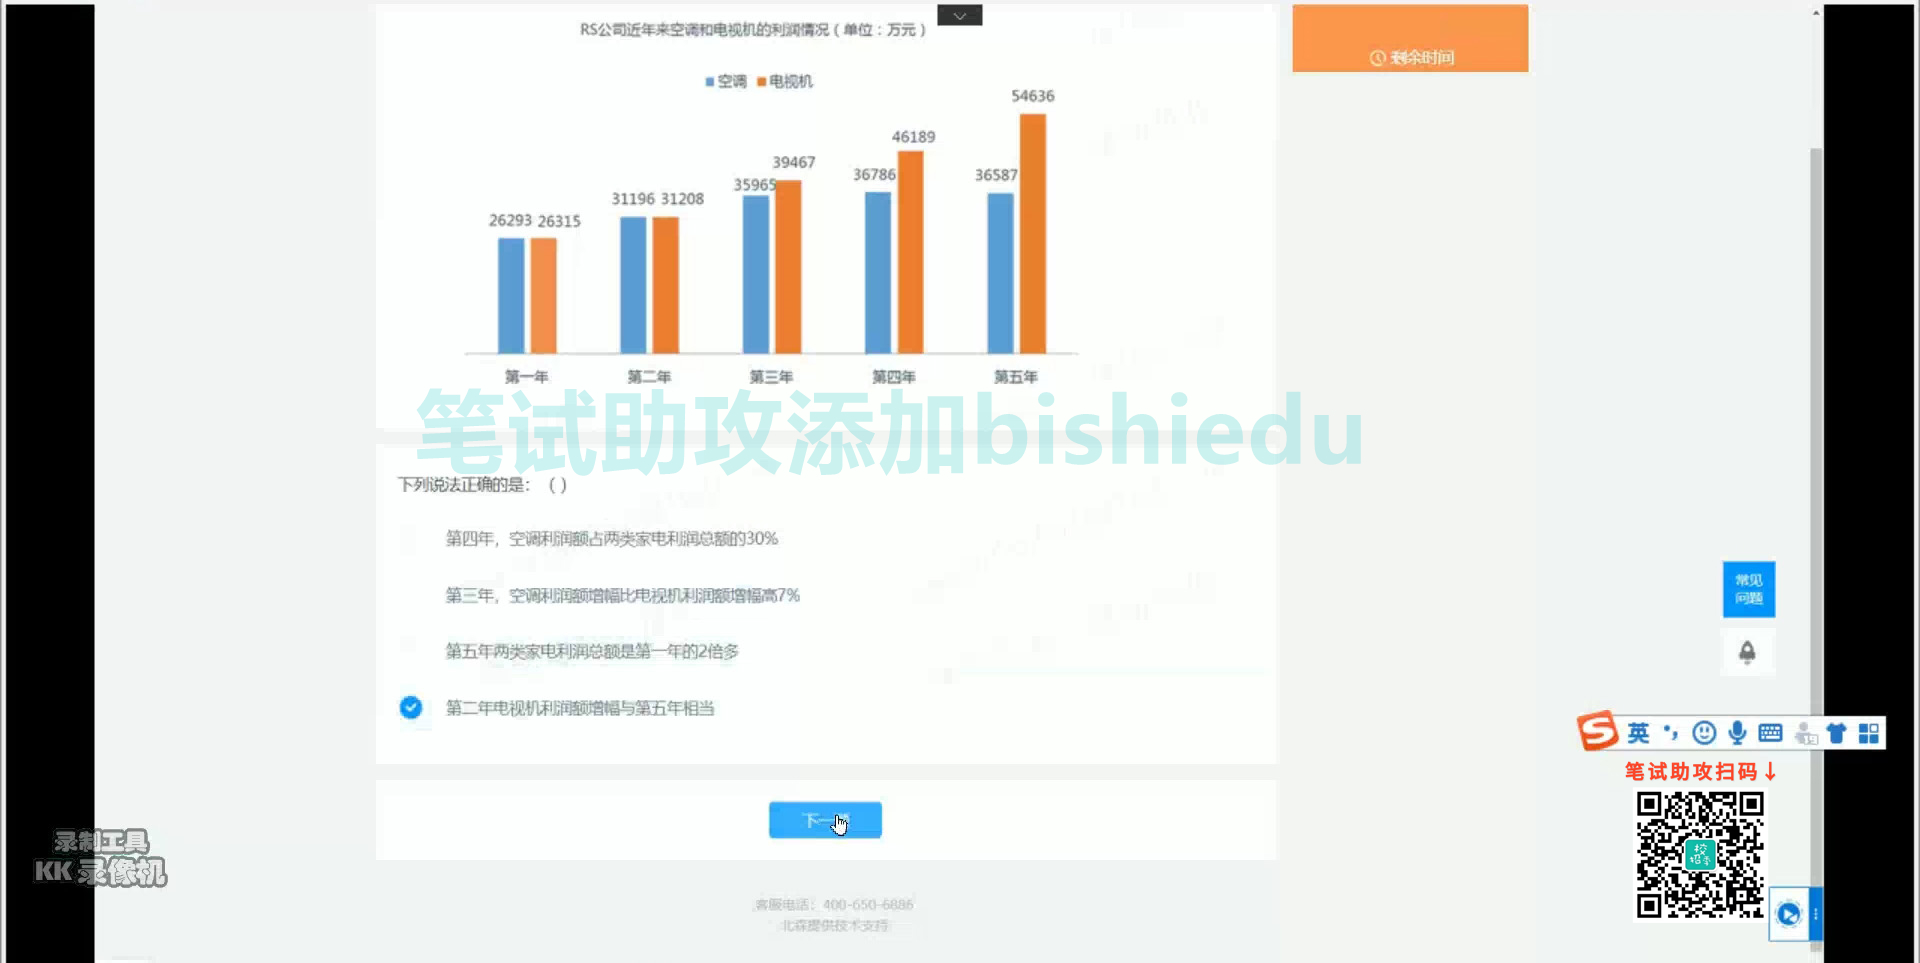 RS公司近年来空调和电视机的利润情况（单位：万元）
剩余时间
空调 电视机
54636
46189
39467
36786
36587
35965
31196 31208
26293 26315
第一年 第二年 第三年 第四年 第五年
笔试助攻添加bishiedu
下列说法正确的是： （ ）
第四年，空调利润额占两类家电利润总额的30%
第三年，空调利润额增幅比电视机利润额增幅高7%
第五年两类家电利润总额是第一年的2倍多
第二年电视机利润额增幅与第五年相当
常见
问题
英
笔试助攻扫码↓
下一
录制工具
KK 录像机
校
招季
客服电话：400-650-6886
北森提供技术支持